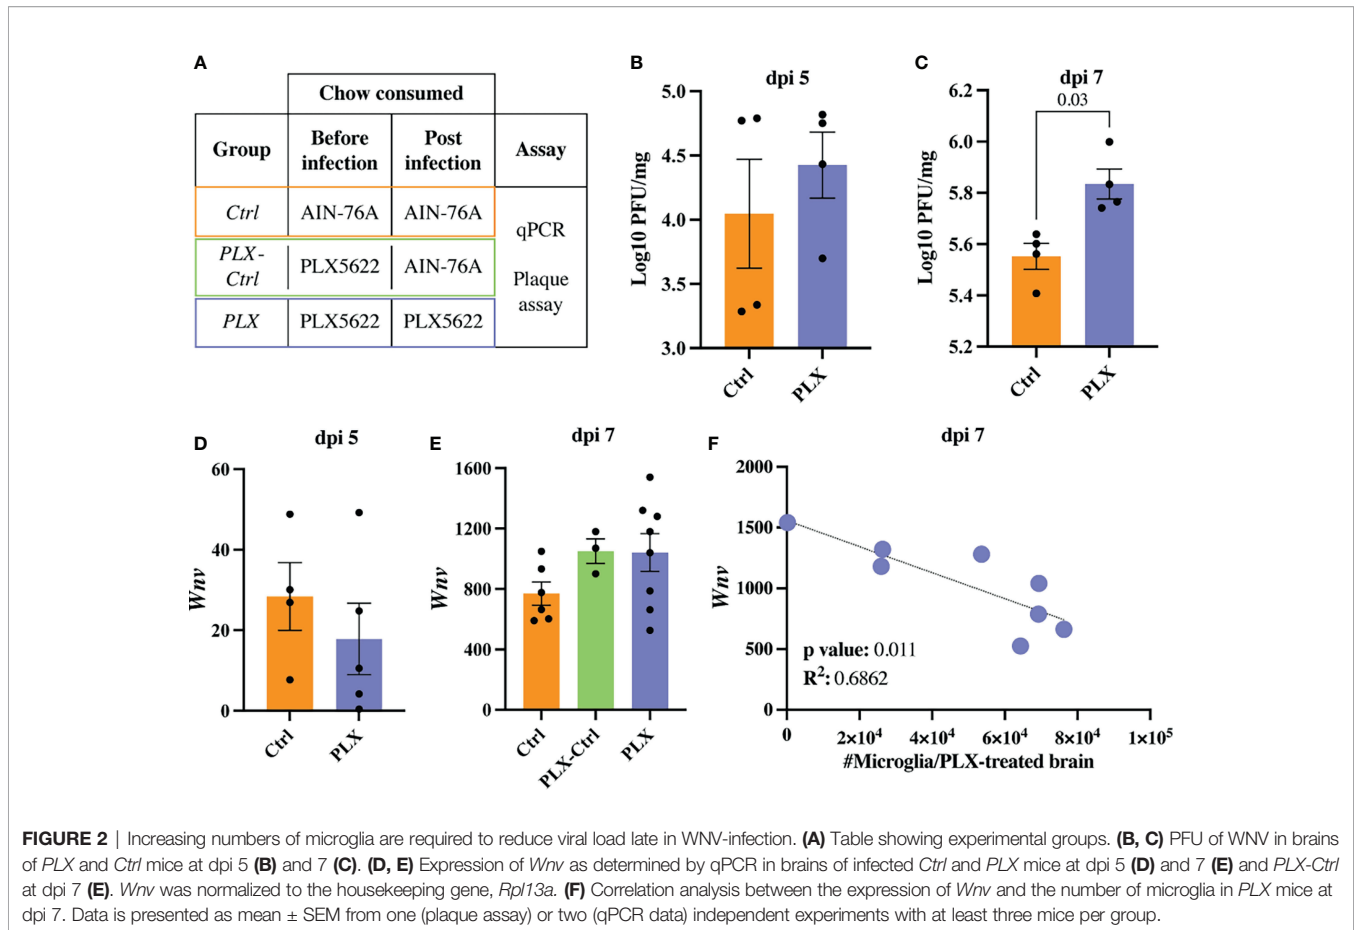 A
Chow consumed
Group
Before infection
Post infection
Assay
Ctrl
AIN-76A
AIN-76A
PLX-Ctrl
PLX5622
AIN-76A
PLX
PLX5622
PLX5622
qPCR
Plaque assay
B
dpi 5
Log10 PFU/mg
5.0
4.5
4.0
3.5
3.0
Ctrl
PLX
C
dpi 7
0.03
Log10 PFU/mg
6.2
6.0
5.8
5.6
5.4
5.2
Ctrl
PLX
D
dpi 5
Wnv
60
40
20
0
Ctrl
PLX
E
dpi 7
Wnv
1600
1200
800
400
0
Ctrl
PLX-Ctrl
PLX
F
dpi 7
Wnv
2000
1500
1000
500
0
p value: 0.011
R²: 0.6862
0
2×10⁴
4×10⁴
6×10⁴
8×10⁴
1×10⁵
#Microglia/PLX-treated brain
FIGURE 2 | Increasing numbers of microglia are required to reduce viral load late in WNV-infection. (A) Table showing experimental groups. (B, C) PFU of WNV in brains
of PLX and Ctrl mice at dpi 5 (B) and 7 (C). (D, E) Expression of Wnv as determined by qPCR in brains of infected Ctrl and PLX mice at dpi 5 (D) and 7 (E) and PLX-Ctrl
at dpi 7 (E). Wnv was normalized to the housekeeping gene, Rpl13a. (F) Correlation analysis between the expression of Wnv and the number of microglia in PLX mice at
dpi 7. Data is presented as mean ± SEM from one (plaque assay) or two (qPCR data) independent experiments with at least three mice per group.